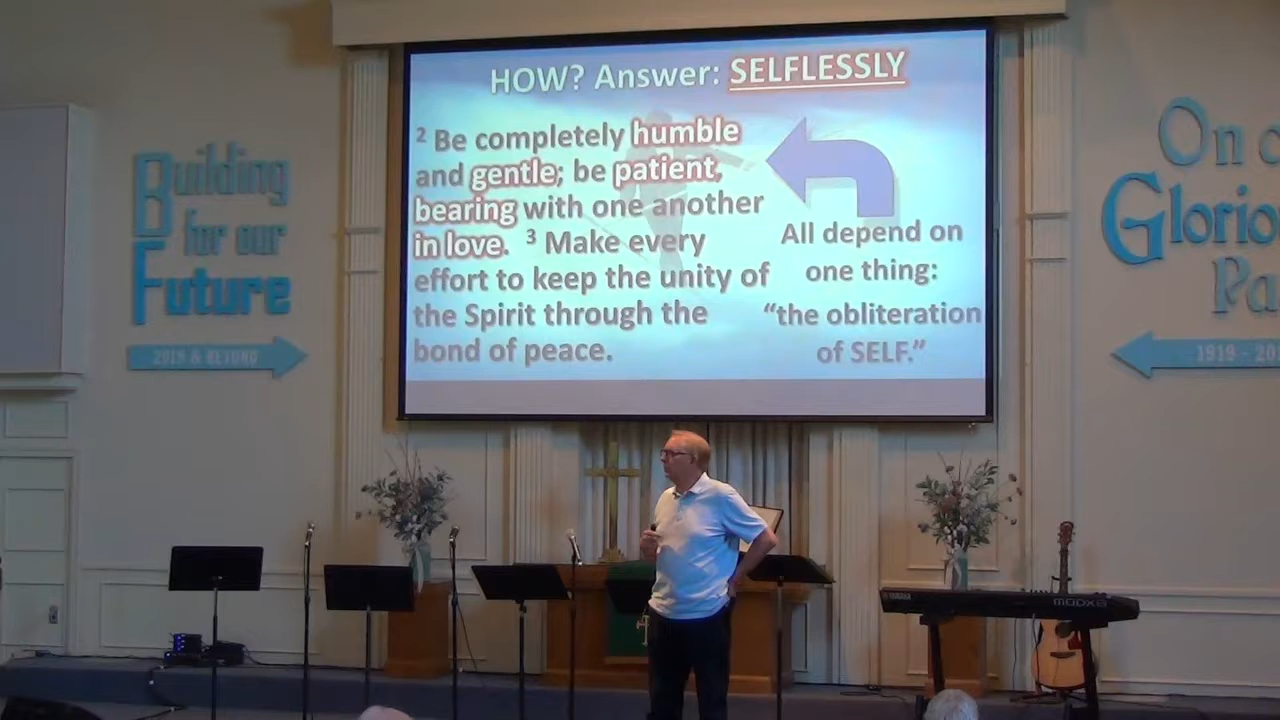 HOW? Answer: SELFLESSLY
2 Be completely humble
and gentle; be patient,
bearing with one another
in love. 3 Make every
effort to keep the unity of
the Spirit through the
bond of peace.
All depend on
one thing:
“the obliteration
of SELF.”
Building
for our
Future
2019 & BEYOND
On
Glorio
Pa
1919 - 20
YAMAHA
MODX8